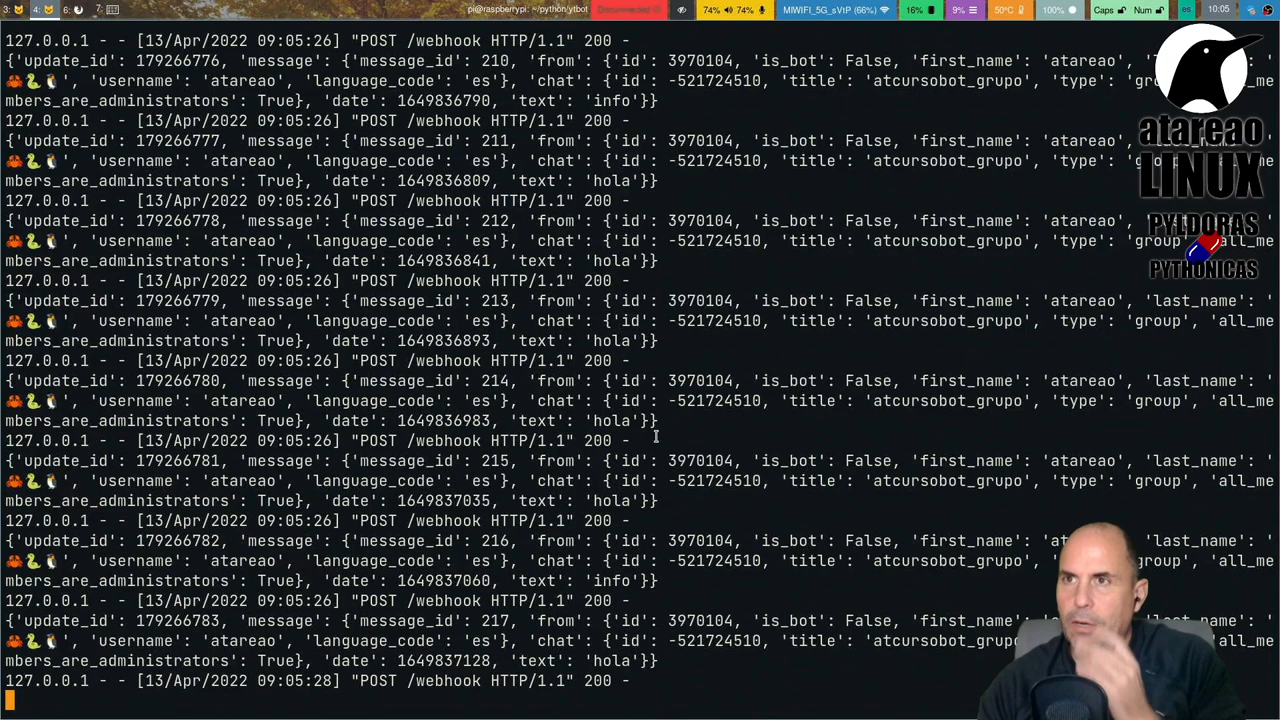 3: 4: 6: 7: pi@raspberrypi: ~/python/ytbot Disconnected 74% 74% MIWIFI_5G_sVtP (66%) 16% 9% 50°C 100% Caps Num es 10:05
127.0.0.1 - - [13/Apr/2022 09:05:26] "POST /webhook HTTP/1.1" 200 -
{'update_id': 179266776, 'message': {'message_id': 210, 'from': {'id': 3970104, 'is_bot': False, 'first_name': 'atareao', 'last_name': '
🦀🐍🐧', 'username': 'atareao', 'language_code': 'es'}, 'chat': {'id': -521724510, 'title': 'atcursobot_grupo', 'type':
mbers_are_administrators': True}, 'date': 1649836790, 'text': 'info'}}
127.0.0.1 - - [13/Apr/2022 09:05:26] "POST /webhook HTTP/1.1" 200 -
{'update_id': 179266777, 'message': {'message_id': 211, 'from': {'id': 3970104, 'is_bot': False, 'first_name': 'atareao',
🦀🐍🐧', 'username': 'atareao', 'language_code': 'es'}, 'chat': {'id': -521724510, 'title': 'atcursobot_grupo', 'type':
mbers_are_administrators': True}, 'date': 1649836809, 'text': 'hola'}}
127.0.0.1 - - [13/Apr/2022 09:05:26] "POST /webhook HTTP/1.1" 200 -
{'update_id': 179266778, 'message': {'message_id': 212, 'from': {'id': 3970104, 'is_bot': False, 'first_name': 'atareao',
🦀🐍🐧', 'username': 'atareao', 'language_code': 'es'}, 'chat': {'id': -521724510, 'title': 'atcursobot_grupo', 'type': 'group', 'all_me
mbers_are_administrators': True}, 'date': 1649836841, 'text': 'hola'}}
127.0.0.1 - - [13/Apr/2022 09:05:26] "POST /webhook HTTP/1.1" 200 -
{'update_id': 179266779, 'message': {'message_id': 213, 'from': {'id': 3970104, 'is_bot': False, 'first_name': 'atareao', 'last_name': '
🦀🐍🐧', 'username': 'atareao', 'language_code': 'es'}, 'chat': {'id': -521724510, 'title': 'atcursobot_grupo', 'type': 'group', 'all_me
mbers_are_administrators': True}, 'date': 1649836893, 'text': 'hola'}}
127.0.0.1 - - [13/Apr/2022 09:05:26] "POST /webhook HTTP/1.1" 200 -
{'update_id': 179266780, 'message': {'message_id': 214, 'from': {'id': 3970104, 'is_bot': False, 'first_name': 'atareao', 'last_name': '
🦀🐍🐧', 'username': 'atareao', 'language_code': 'es'}, 'chat': {'id': -521724510, 'title': 'atcursobot_grupo', 'type': 'group', 'all_me
mbers_are_administrators': True}, 'date': 1649836983, 'text': 'hola'}}
127.0.0.1 - - [13/Apr/2022 09:05:26] "POST /webhook HTTP/1.1" 200 -
{'update_id': 179266781, 'message': {'message_id': 215, 'from': {'id': 3970104, 'is_bot': False, 'first_name': 'atareao', 'last_name': '
🦀🐍🐧', 'username': 'atareao', 'language_code': 'es'}, 'chat': {'id': -521724510, 'title': 'atcursobot_grupo', 'type': 'group', 'all_me
mbers_are_administrators': True}, 'date': 1649837035, 'text': 'hola'}}
127.0.0.1 - - [13/Apr/2022 09:05:26] "POST /webhook HTTP/1.1" 200 -
{'update_id': 179266782, 'message': {'message_id': 216, 'from': {'id': 3970104, 'is_bot': False, 'first_name': 'atareao', 'last_name': '
🦀🐍🐧', 'username': 'atareao', 'language_code': 'es'}, 'chat': {'id': -521724510, 'title': 'atcursobot_grupo', 'type': 'group', 'all_me
mbers_are_administrators': True}, 'date': 1649837060, 'text': 'info'}}
127.0.0.1 - - [13/Apr/2022 09:05:26] "POST /webhook HTTP/1.1" 200 -
{'update_id': 179266783, 'message': {'message_id': 217, 'from': {'id': 3970104, 'is_bot': False, 'first_name': 'atareao', 'last_name': '
🦀🐍🐧', 'username': 'atareao', 'language_code': 'es'}, 'chat': {'id': -521724510, 'title': 'atcursobot_grupo 'all_me
mbers_are_administrators': True}, 'date': 1649837128, 'text': 'hola'}}
127.0.0.1 - - [13/Apr/2022 09:05:28] "POST /webhook HTTP/1.1" 200 -
atareao
LINUX
PYLDORAS
PYTHONICAS